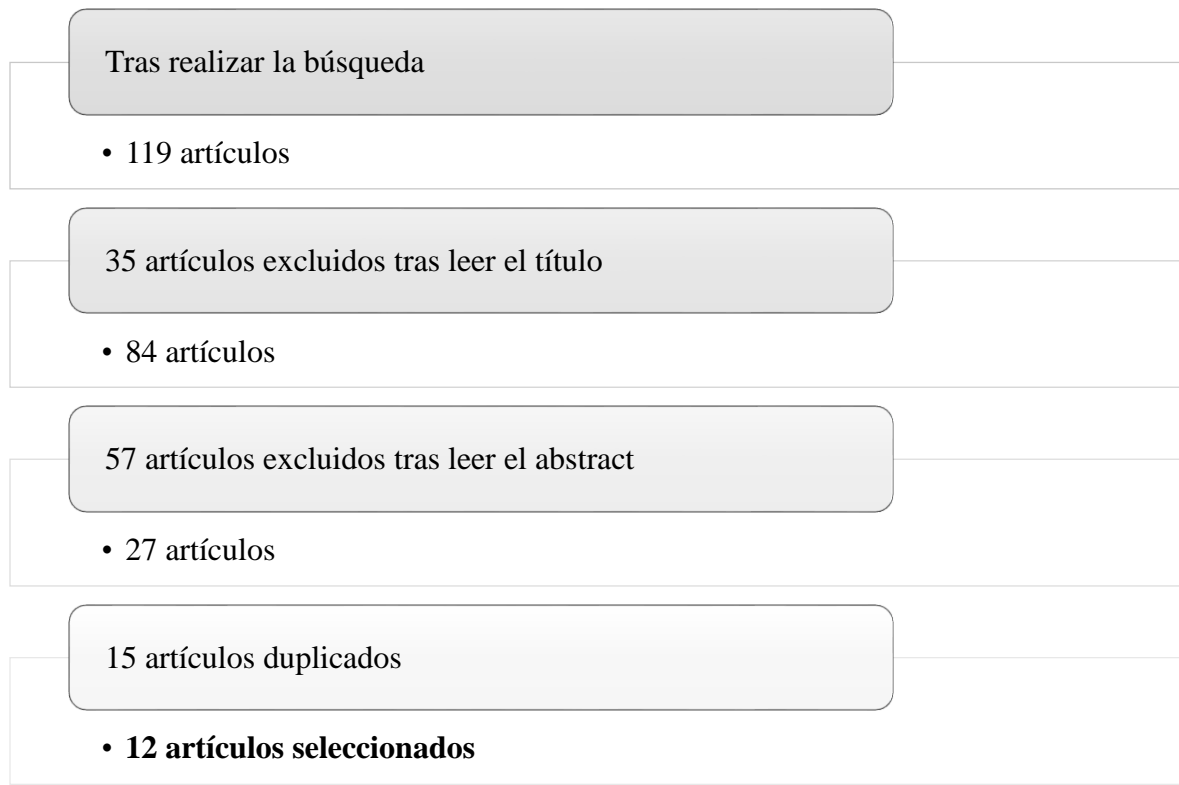 Tras realizar la búsqueda
• 119 artículos
35 artículos excluidos tras leer el título
• 84 artículos
57 artículos excluidos tras leer el abstract
• 27 artículos
15 artículos duplicados
• 12 artículos seleccionados